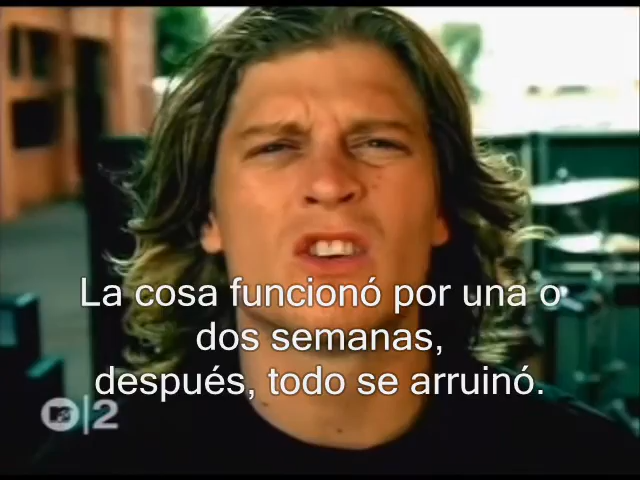 La cosa funcionó por una o
dos semanas,
después, todo se arruinó.
2